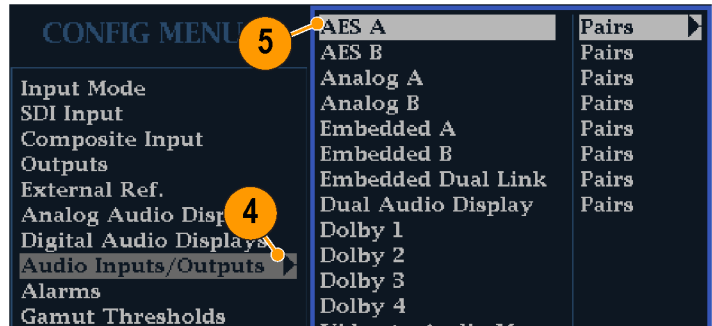 CONFIG MENU
5
Input Mode
SDI Input
Composite Input
Outputs
External Ref.
Analog Audio
4
Digital Audio Displays
Audio Inputs/Outputs
Alarms
Gamut Thresholds
AES A Pairs
AES B Pairs
Analog A Pairs
Analog B Pairs
Embedded A Pairs
Embedded B Pairs
Embedded Dual Link Pairs
Dual Audio Display Pairs
Dolby 1
Dolby 2
Dolby 3
Dolby 4